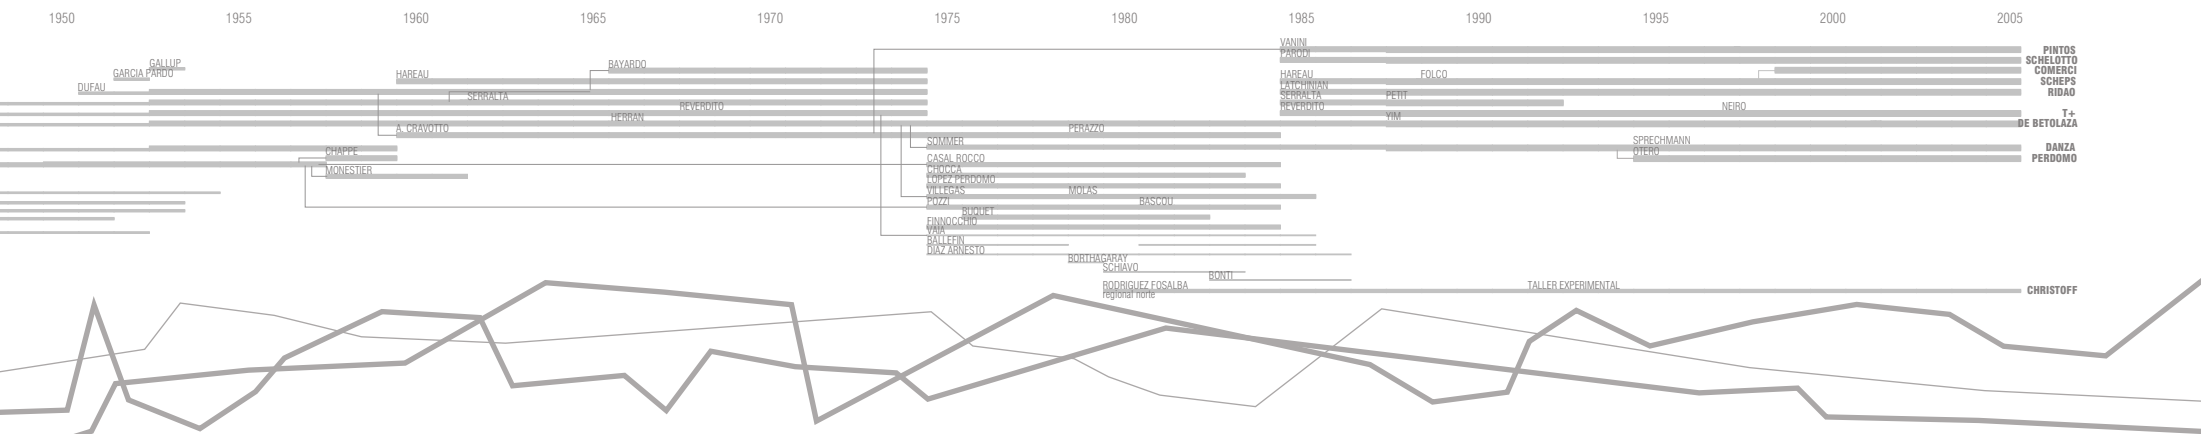 1950 1955 1960 1965 1970 1975 1980 1985 1990 1995 2000 2005
VANINI
PINTOS
PARODI
SCHELOTTO
GALLUP
BAYARDO
COMERCI
GARCIA PARDO
HAREAU
HAREAU
FOLCO
SCHEPS
DUFAU
LATCHINIAN
RIDAO
SERRALTA
SERRALTA
PETIT
REVERDITO
REVERDITO
NEIRO
T+
HERRAN
YIM
DE BETOLAZA
A. CRAVOTTO
PERAZZO
SOMMER
SPRECHMANN
DANZA
CHAPPE
OTERO
PERDOMO
CASAL ROCCO
MONESTIER
CHOCCA
LOPEZ PERDOMO
VILLEGAS
MOLAS
POZZI
BASCOU
BUQUET
FINNOCCHIO
VAIA
BALLEFIN
DIAZ ARNESTO
BORTHAGARAY
SCHIAVO
BONTI
RODRIGUEZ FOSALBA
TALLER EXPERIMENTAL
CHRISTOFF
regional norte